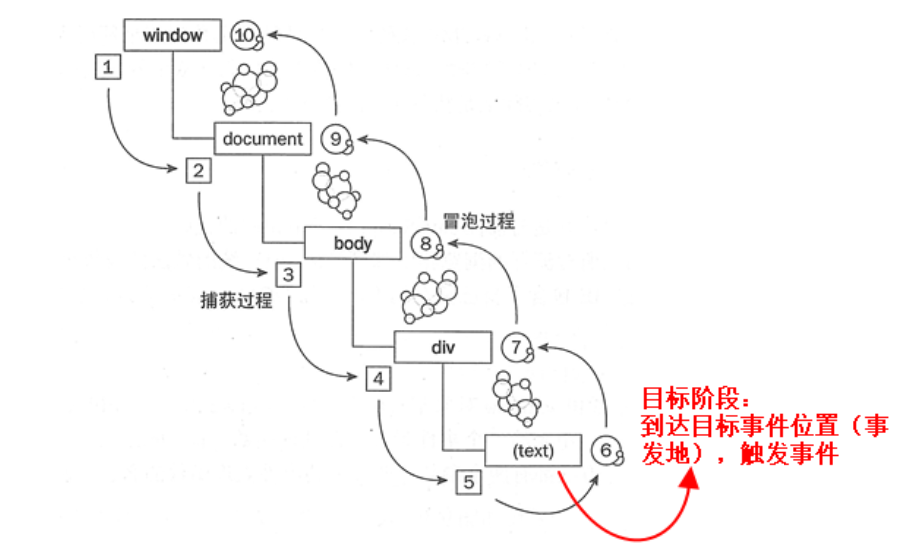 window
10
1
document
9
2
冒泡过程
body
8
3
捕获过程
div
7
4
目标阶段：
到达目标事件位置（事
发地），触发事件
(text)
6
5